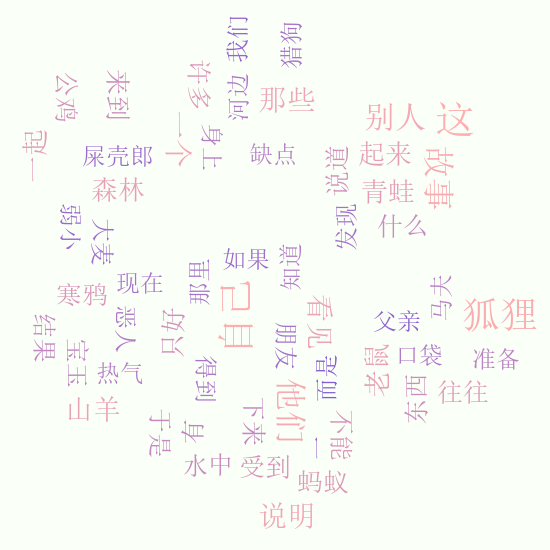 我们
猎狗
许多
来到
公鸡
河边
那些
别人
这
一个
身上
一起
屎壳郎
缺点
说道
起来
故事
森林
青蛙
弱小
大麦
发现
什么
如果
知道
那里
现在
寒鸦
恶人
自己
看见
马夫
狐狸
结果
只好
朋友
父亲
宝玉
热气
得到
而是
老鼠
口袋
准备
山羊
他们
东西
往往
于是
有
下来
一
不能
水中
受到
蚂蚁
说明